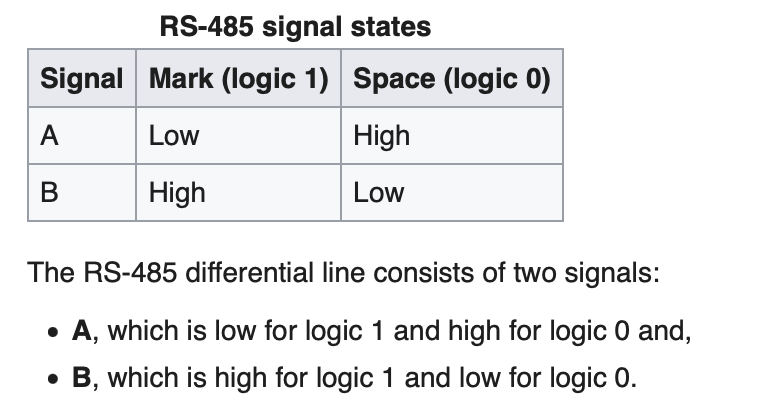 RS-485 signal states
Signal Mark (logic 1) Space (logic 0)
A Low High
B High Low
The RS-485 differential line consists of two signals:
• A, which is low for logic 1 and high for logic 0 and,
• B, which is high for logic 1 and low for logic 0.